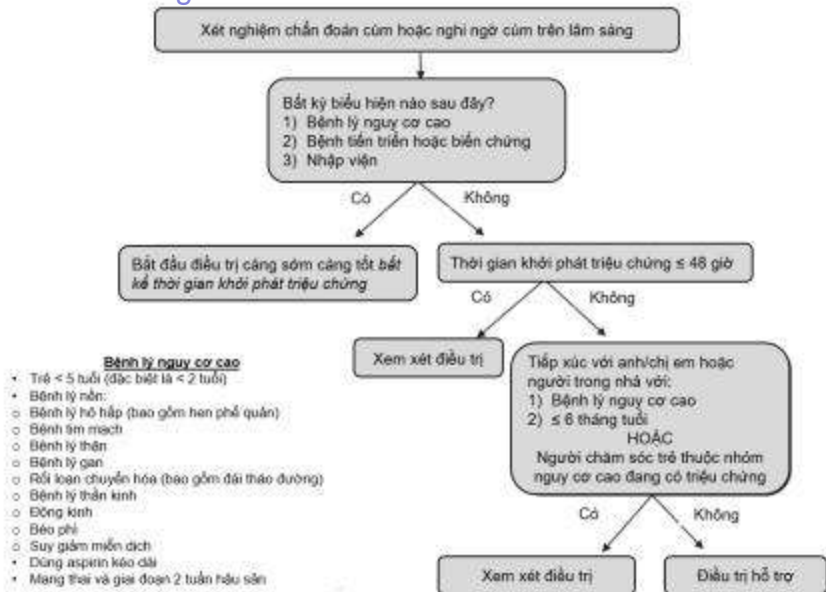 Xét nghiệm chẩn đoán cúm hoặc nghi ngờ cúm trên lâm sàng
Bất kỳ biểu hiện nào sau đây?
1) Bệnh lý nguy cơ cao
2) Bệnh tiến triển hoặc biến chứng
3) Nhập viện
Có
Không
Bắt đầu điều trị càng sớm càng tốt bất
kể thời gian khởi phát triệu chứng
Thời gian khởi phát triệu chứng ≤ 48 giờ
Có
Không
Xem xét điều trị
Tiếp xúc với anh/chị em hoặc
người trong nhà với:
1) Bệnh lý nguy cơ cao
2) ≤ 6 tháng tuổi
HOẶC
Người chăm sóc trẻ thuộc nhóm
nguy cơ cao đang có triệu chứng
Có
Không
Xem xét điều trị
Điều trị hỗ trợ
Bệnh lý nguy cơ cao
• Trẻ < 5 tuổi (đặc biệt là < 2 tuổi)
• Bệnh lý nền:
o Bệnh lý hô hấp (bao gồm hen phế quản)
o Bệnh tim mạch
o Bệnh lý thận
o Bệnh lý gan
o Rối loạn chuyển hóa (bao gồm đái tháo đường)
o Bệnh lý thần kinh
o Động kinh
o Béo phì
o Suy giảm miễn dịch
• Dùng aspirin kéo dài
• Mang thai và giai đoạn 2 tuần hậu sản